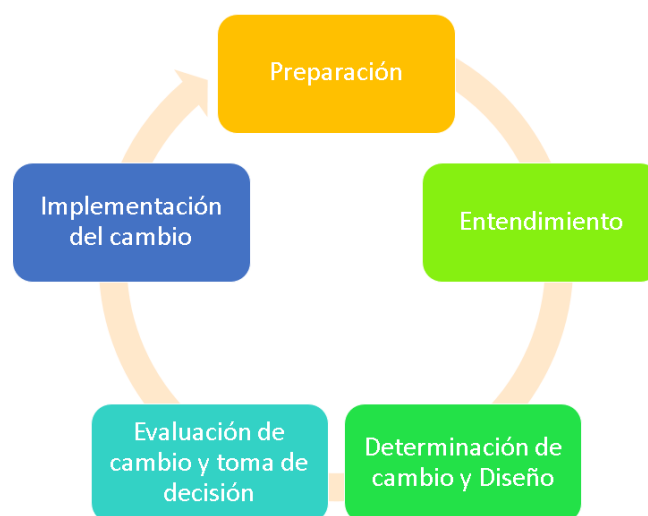 Preparación
Entendimiento
Determinación de
cambio y Diseño
Evaluación de
cambio y toma de
decisión
Implementación
del cambio